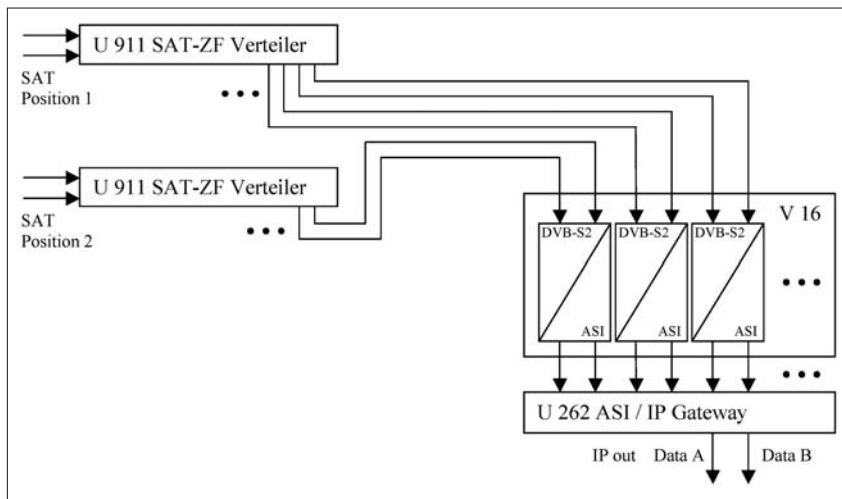 U 911 SAT-ZF Verteiler
SAT
Position 1
U 911 SAT-ZF Verteiler
SAT
Position 2
V 16
DVB-S2 DVB-S2 DVB-S2
ASI ASI ASI
U 262 ASI / IP Gateway
IP out Data A Data B